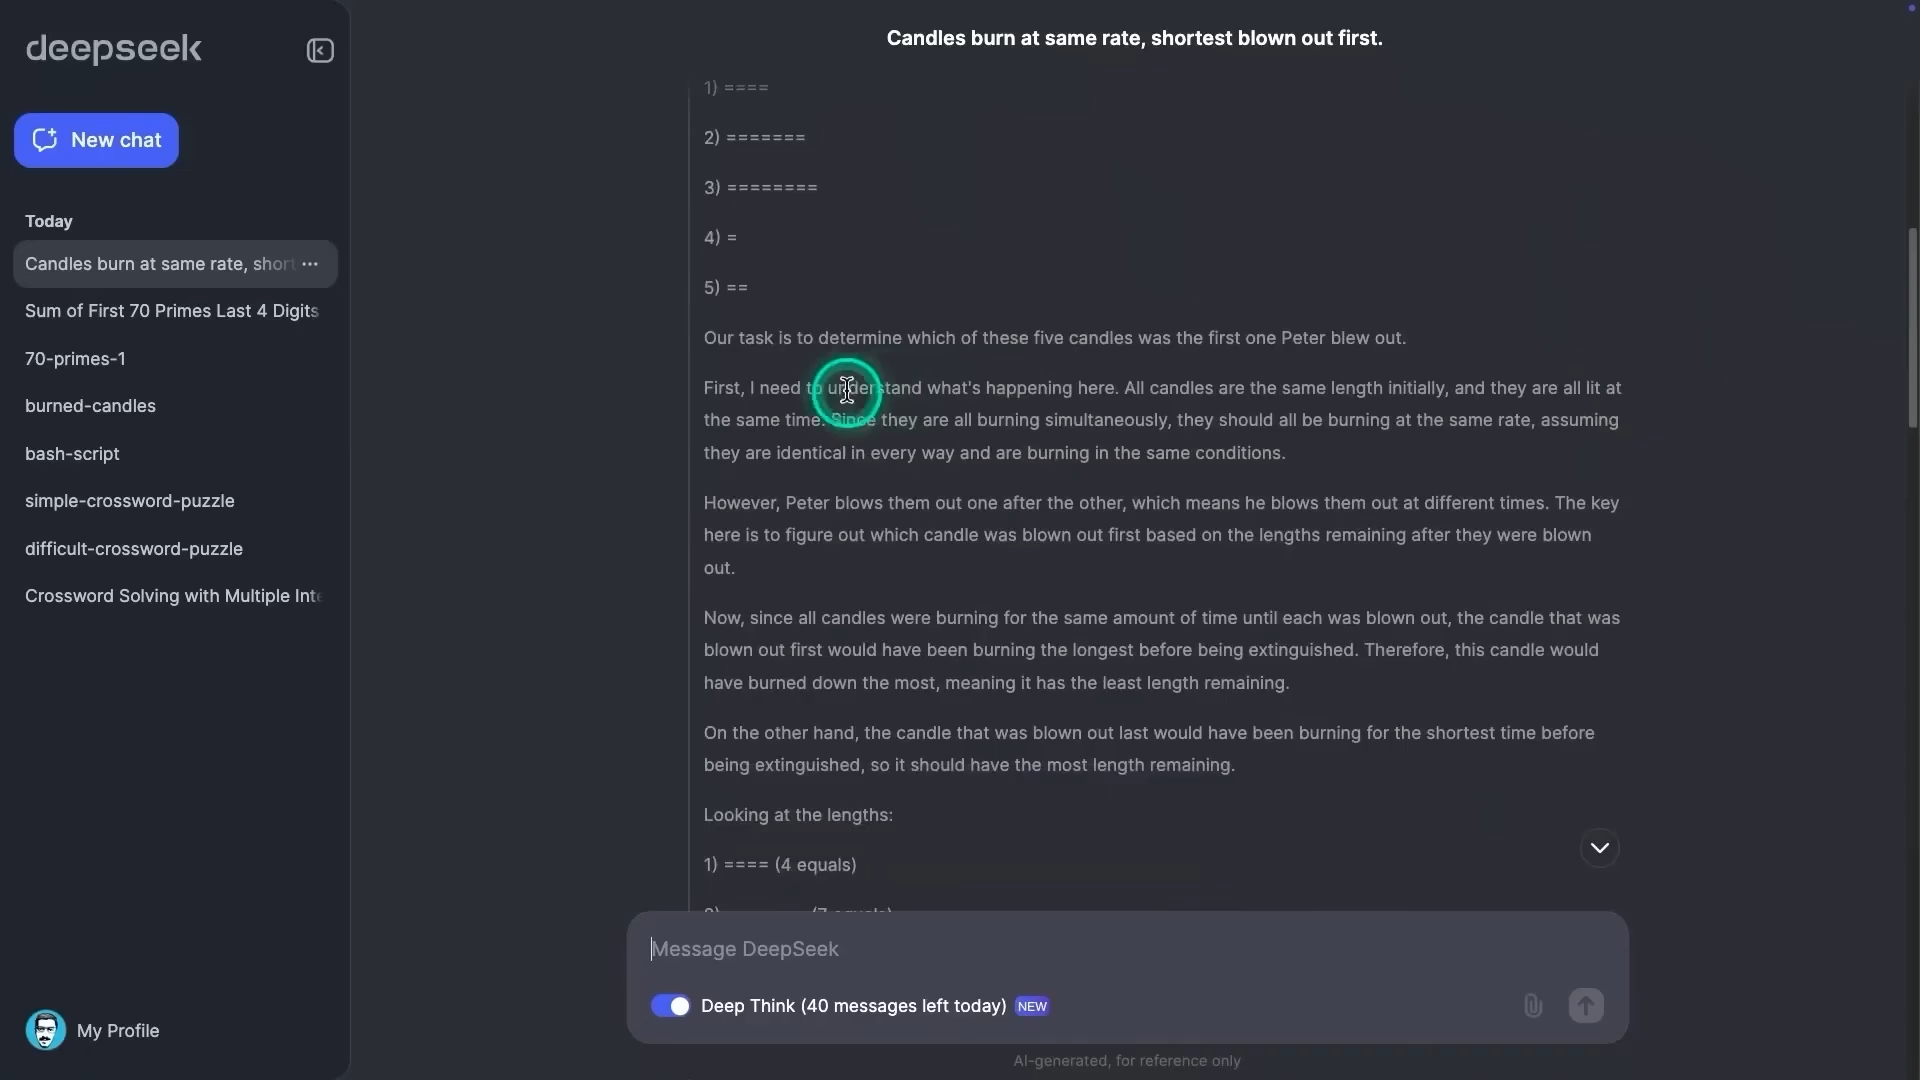 deepseek
New chat
Today
Candles burn at same rate, short
Sum of First 70 Primes Last 4 Digits
70-primes-1
burned-candles
bash-script
simple-crossword-puzzle
difficult-crossword-puzzle
Crossword Solving with Multiple Inte
My Profile
Candles burn at same rate, shortest blown out first.
1) ====
2) =======
3) ========
4) =
5) ==
Our task is to determine which of these five candles was the first one Peter blew out.
First, I need to understand what's happening here. All candles are the same length initially, and they are all lit at
the same time. Since they are all burning simultaneously, they should all be burning at the same rate, assuming
they are identical in every way and are burning in the same conditions.
However, Peter blows them out one after the other, which means he blows them out at different times. The key
here is to figure out which candle was blown out first based on the lengths remaining after they were blown
out.
Now, since all candles were burning for the same amount of time until each was blown out, the candle that was
blown out first would have been burning the longest before being extinguished. Therefore, this candle would
have burned down the most, meaning it has the least length remaining.
On the other hand, the candle that was blown out last would have been burning for the shortest time before
being extinguished, so it should have the most length remaining.
Looking at the lengths:
1) ==== (4 equals)
Message DeepSeek
Deep Think (40 messages left today) NEW
AI-generated, for reference only